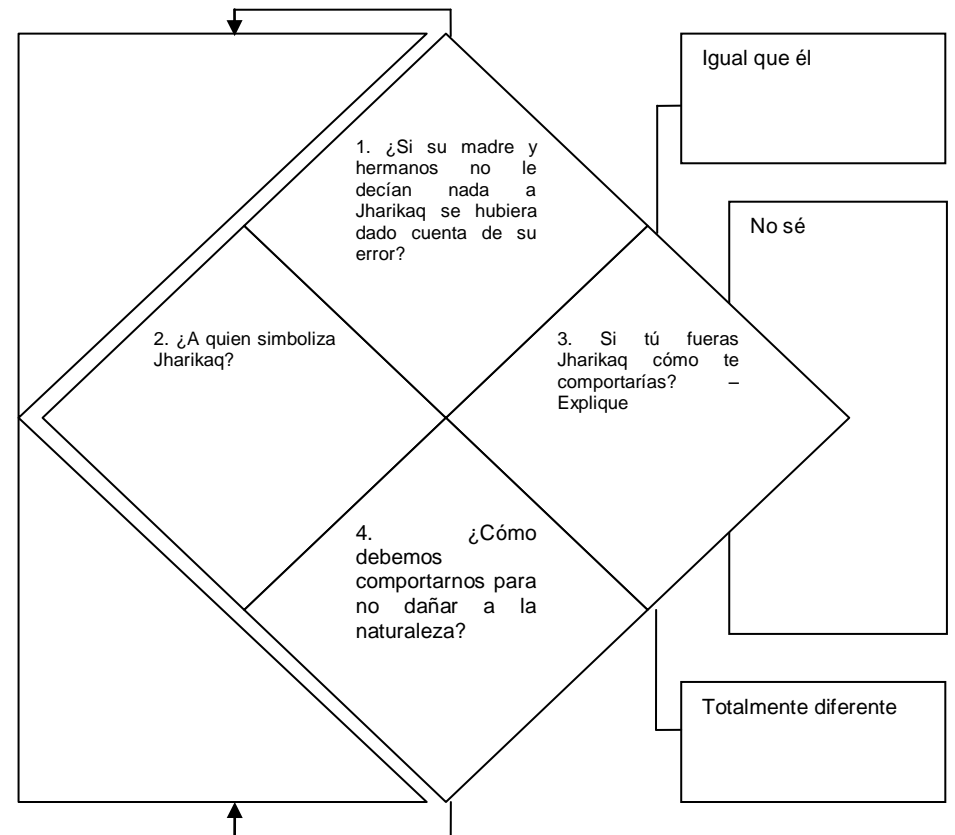 Igual que él
1. ¿Si su madre y
hermanos no le
decían nada a
Jharikaq se hubiera
dado cuenta de su
error?
No sé
2. ¿A quien simboliza
Jharikaq?
3. Si tú fueras
Jharikaq cómo te
comportarías? –
Explique
4. ¿Cómo
debemos
comportarnos para
no dañar a la
naturaleza?
Totalmente diferente